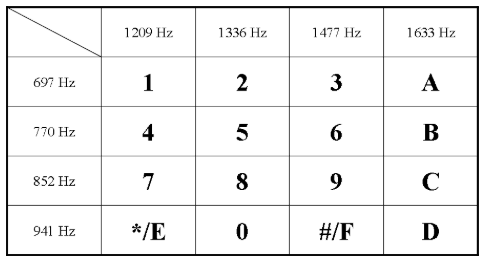 1209 Hz 1336 Hz 1477 Hz 1633 Hz
697 Hz 1 2 3 A
770 Hz 4 5 6 B
852 Hz 7 8 9 C
941 Hz */E 0 #/F D